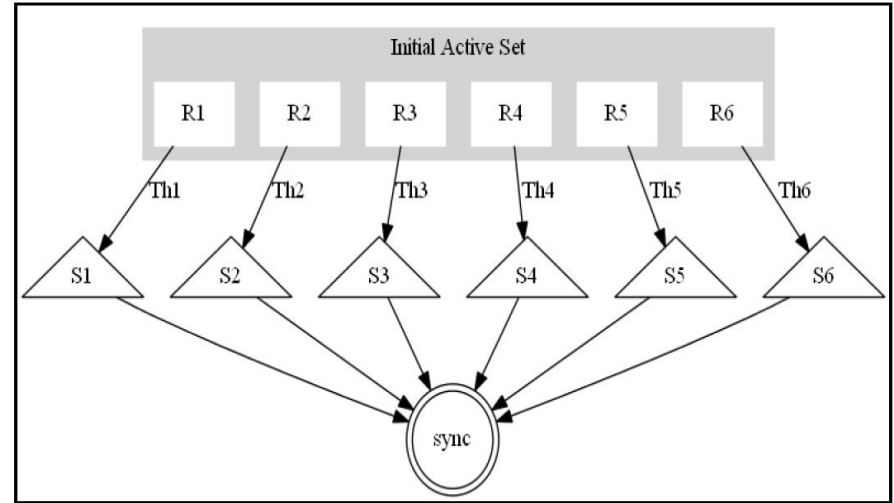 Initial Active Set
R1 R2 R3 R4 R5 R6
Th1 Th2 Th3 Th4 Th5 Th6
S1 S2 S3 S4 S5 S6
sync